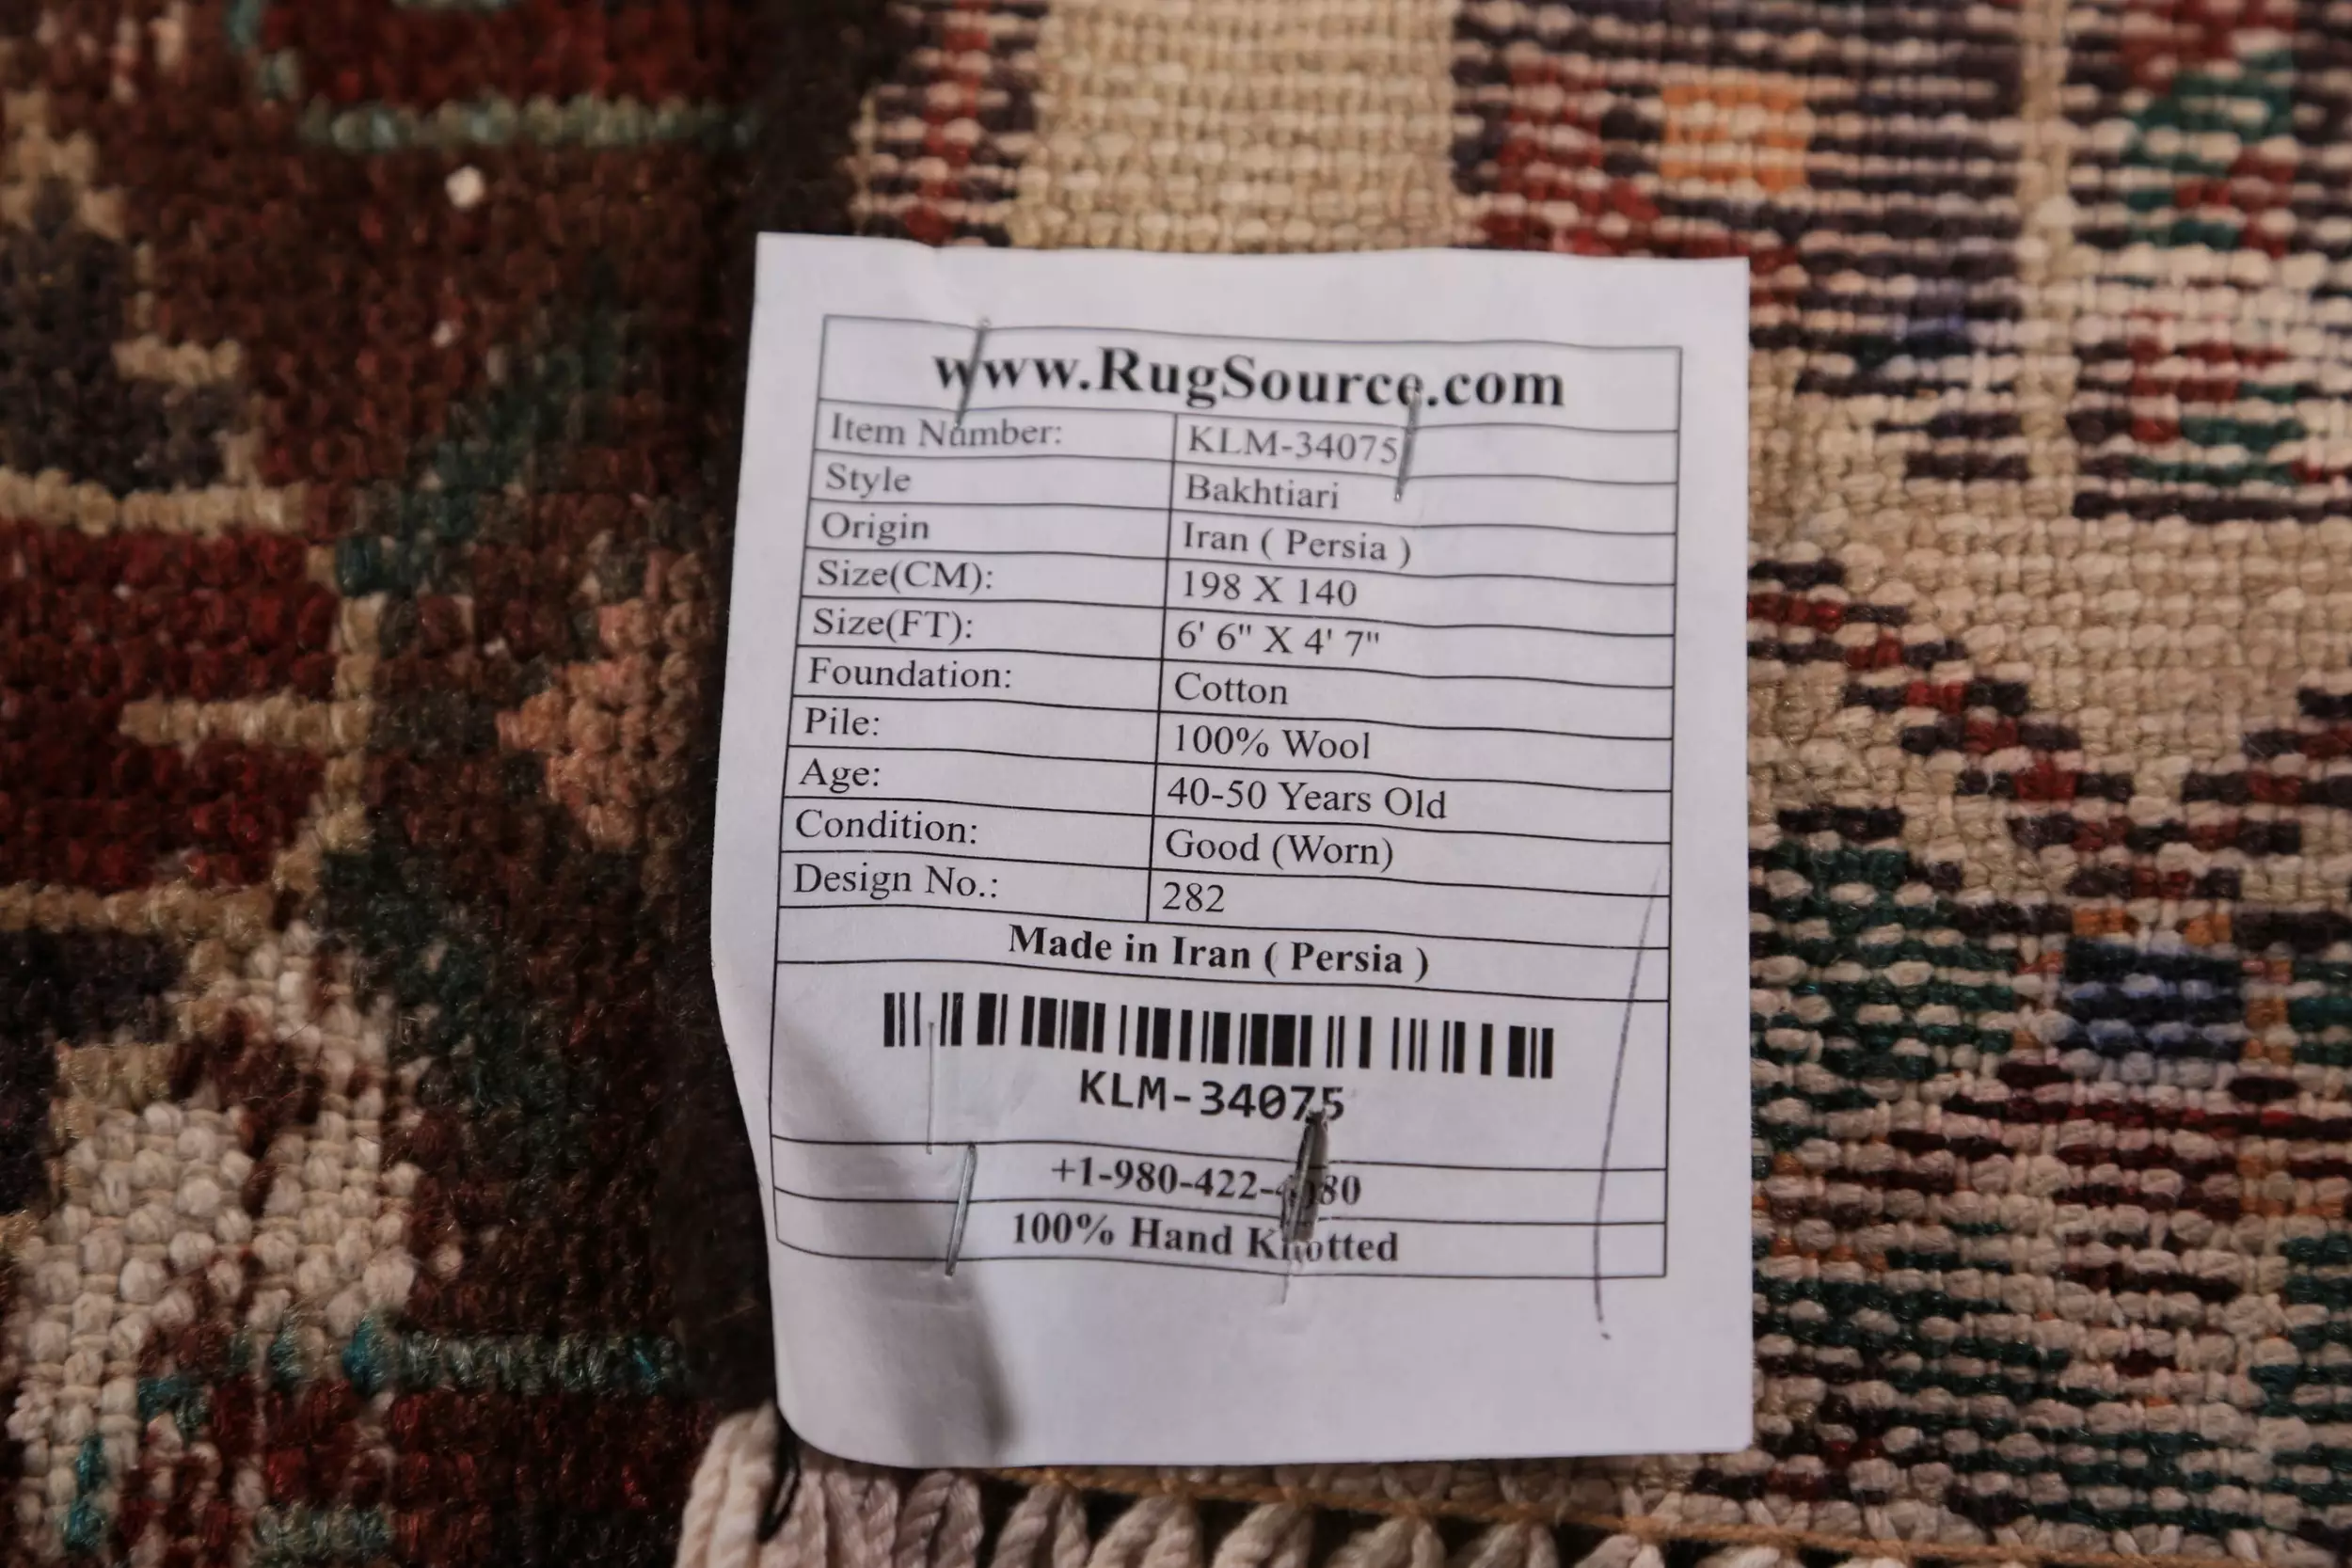 www.RugSource.com
Item Number: KLM-34075
Style Bakhtiari
Origin Iran ( Persia )
Size(CM): 198 X 140
Size(FT): 6' 6" X 4' 7"
Foundation: Cotton
Pile: 100% Wool
Age: 40-50 Years Old
Condition: Good (Worn)
Design No.: 282
Made in Iran ( Persia )
KLM-34075
100% Hand Knotted